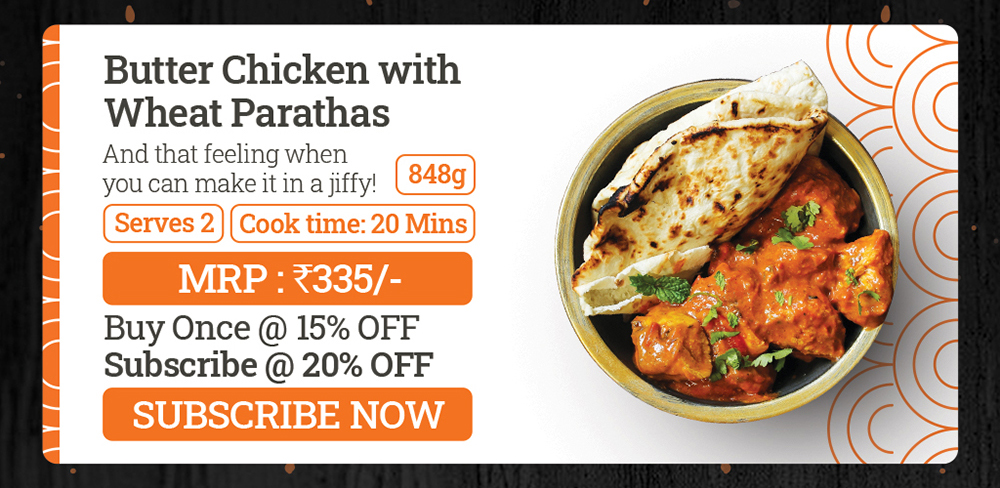 Butter Chicken with
Wheat Parathas
And that feeling when
you can make it in a jiffy!
848g
Serves 2
Cook time: 20 Mins
MRP : ₹335/-
Buy Once @ 15% OFF
Subscribe @ 20% OFF
SUBSCRIBE NOW